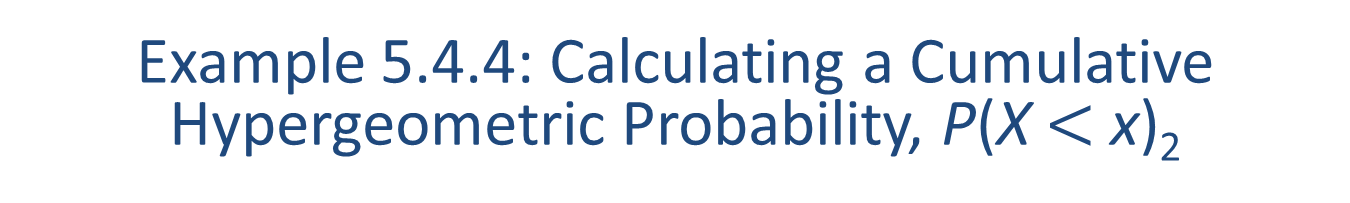 Example 5.4.4: Calculating a Cumulative
Hypergeometric Probability, P(X < x)₂